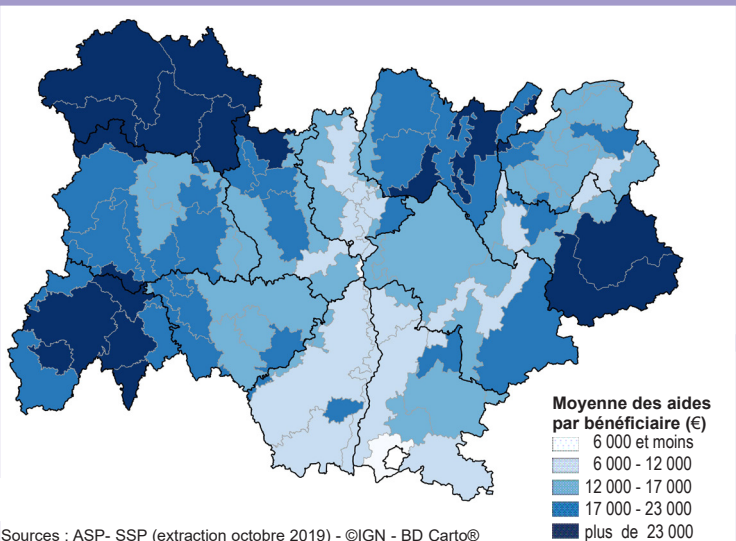 Moyenne des aides
par bénéficiaire (€)
6 000 et moins
6 000 - 12 000
12 000 - 17 000
17 000 - 23 000
plus de 23 000
Sources : ASP- SSP (extraction octobre 2019) - ©IGN - BD Carto®